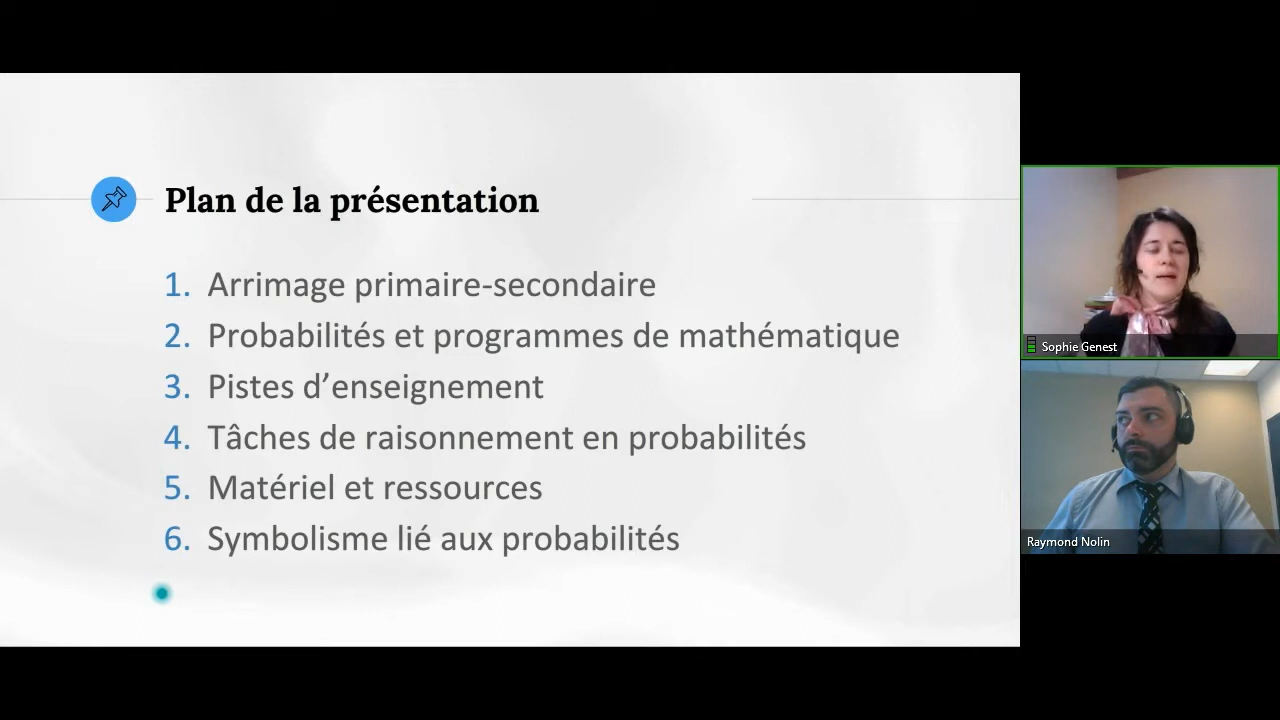 Plan de la présentation
1. Arrimage primaire-secondaire
2. Probabilités et programmes de mathématique
3. Pistes d’enseignement
4. Tâches de raisonnement en probabilités
5. Matériel et ressources
6. Symbolisme lié aux probabilités
Sophie Genest
Raymond Nolin